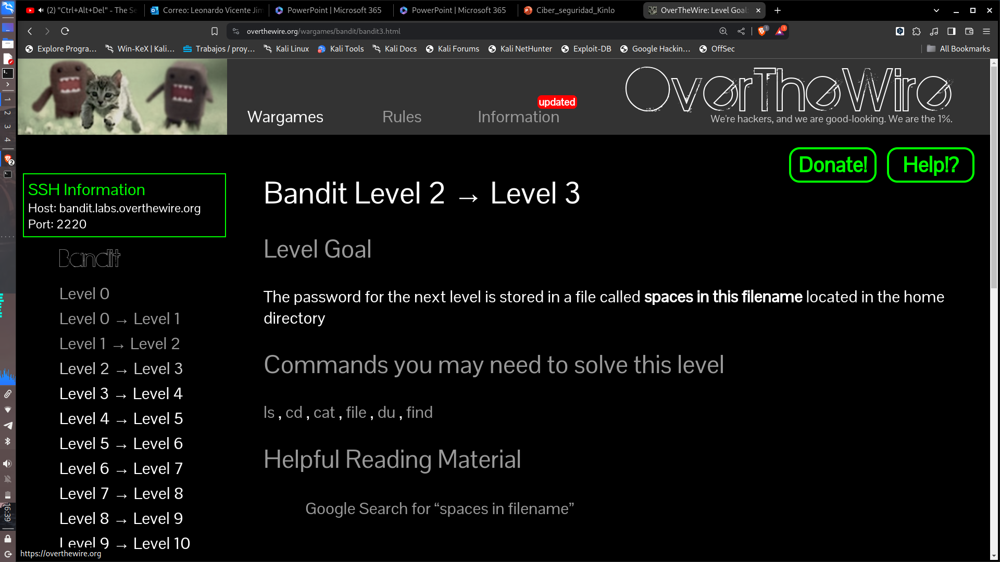 (2) "Ctrl+Alt+Del" - The Se
Correo: Leonardo Vicente Jim
PowerPoint | Microsoft 365
PowerPoint | Microsoft 365
Ciber_seguridad_Kinlo
OverTheWire: Level Goal
overthewire.org/wargames/bandit/bandit3.html
1
1
Explore Progra…
Win-KeX | Kali…
Trabajos / proy…
Kali Linux
Kali Tools
Kali Docs
Kali Forums
Kali NetHunter
Exploit-DB
Google Hackin…
OffSec
All Bookmarks
1
2
3
4
2
16:39
OverTheWire
We're hackers, and we are good-looking. We are the 1%.
updated
Wargames
Rules
Information
Donate!
Help!?
SSH Information
Host: bandit.labs.overthewire.org
Port: 2220
Bandit
Level 0
Level 0 → Level 1
Level 1 → Level 2
Level 2 → Level 3
Level 3 → Level 4
Level 4 → Level 5
Level 5 → Level 6
Level 6 → Level 7
Level 7 → Level 8
Level 8 → Level 9
Level 9 → Level 10
Bandit Level 2 → Level 3
Level Goal
The password for the next level is stored in a file called spaces in this filename located in the home
directory
Commands you may need to solve this level
ls , cd , cat , file , du , find
Helpful Reading Material
Google Search for “spaces in filename”
https://overthewire.org